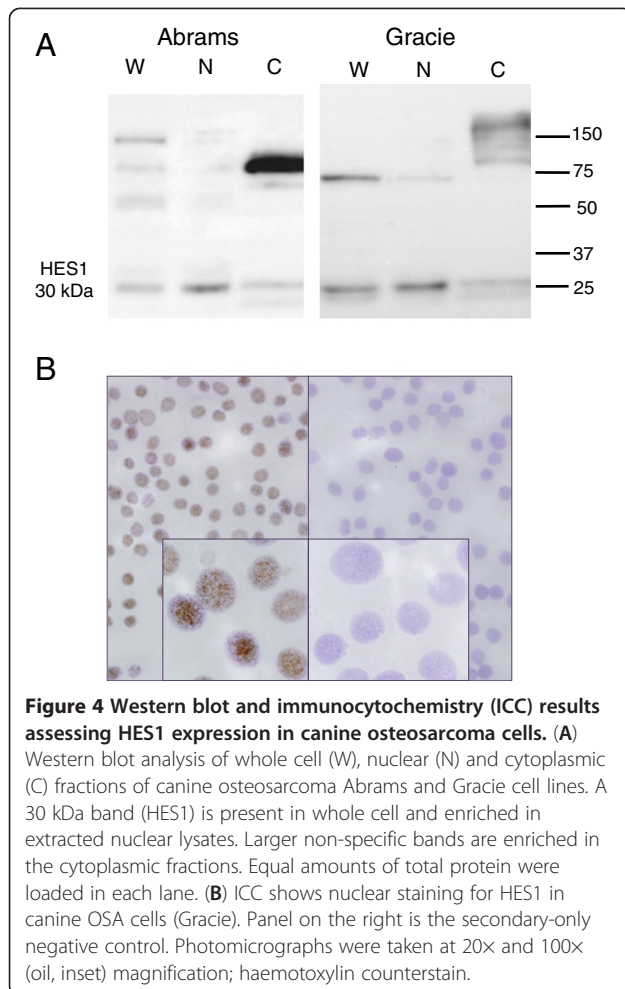 A
Abrams Gracie
W N C W N C
150
75
50
37
25
HES1
30 kDa
B
Figure 4 Western blot and immunocytochemistry (ICC) results
assessing HES1 expression in canine osteosarcoma cells. (A)
Western blot analysis of whole cell (W), nuclear (N) and cytoplasmic
(C) fractions of canine osteosarcoma Abrams and Gracie cell lines. A
30 kDa band (HES1) is present in whole cell and enriched in
extracted nuclear lysates. Larger non-specific bands are enriched in
the cytoplasmic fractions. Equal amounts of total protein were
loaded in each lane. (B) ICC shows nuclear staining for HES1 in
canine OSA cells (Gracie). Panel on the right is the secondary-only
negative control. Photomicrographs were taken at 20× and 100×
(oil, inset) magnification; haemotoxylin counterstain.